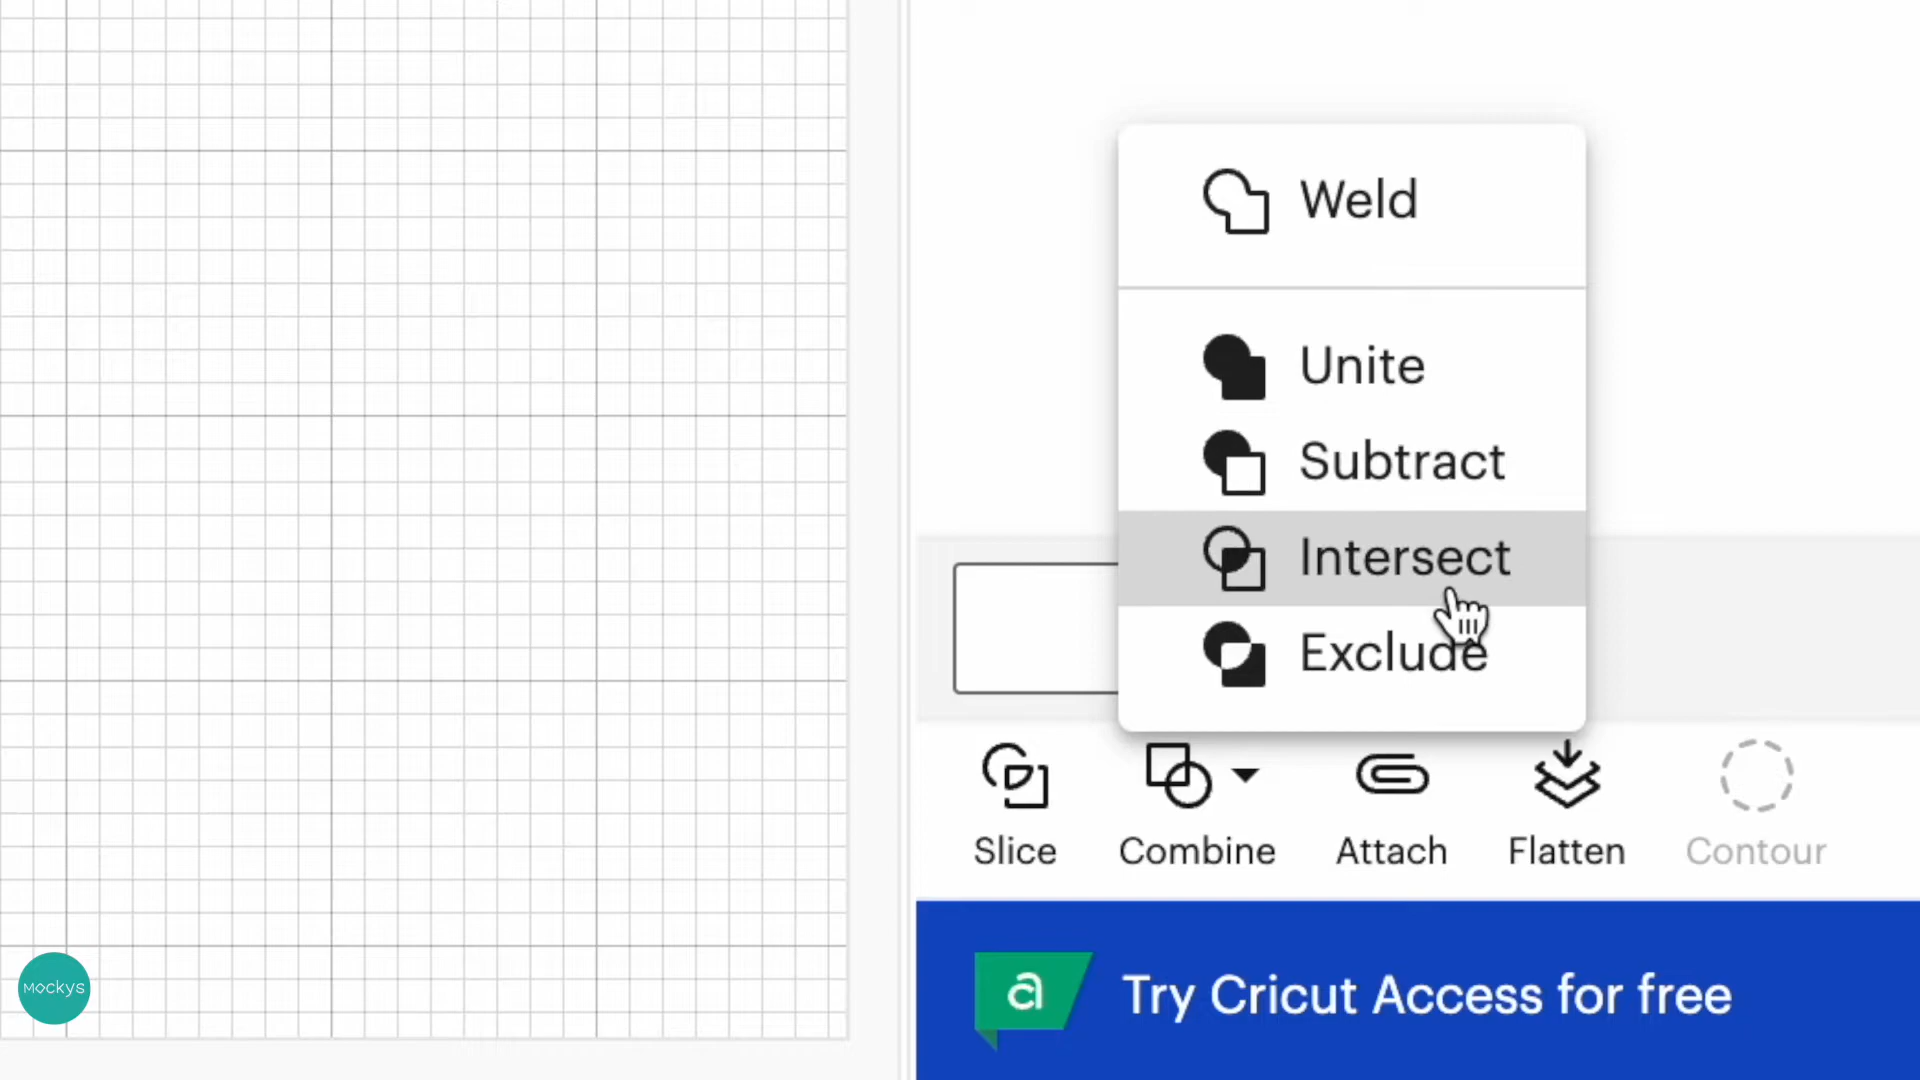 Weld
Unite
Subtract
Intersect
Exclude
Slice
Combine
Attach
Flatten
Contour
MOCKYS
a
Try Cricut Access for free